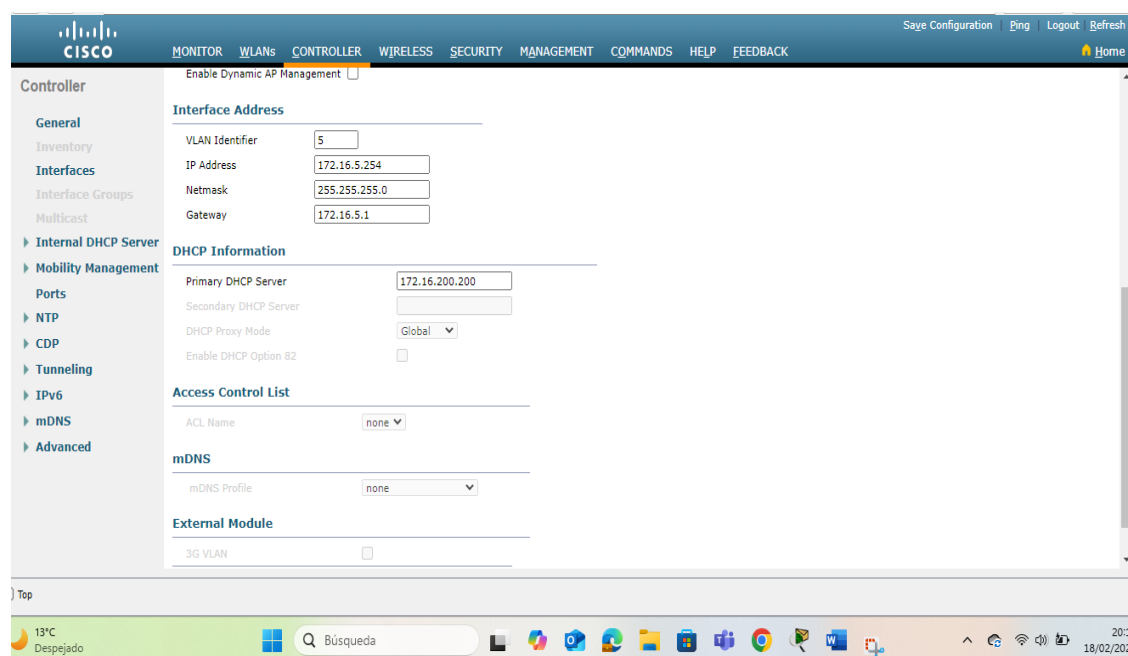 Save Configuration Ping Logout Refresh
CISCO
MONITOR WLANs CONTROLLER WIRELESS SECURITY MANAGEMENT COMMANDS HELP FEEDBACK
Home
Controller
General
Inventory
Interfaces
Interface Groups
Multicast
Internal DHCP Server
Mobility Management
Ports
NTP
CDP
Tunneling
IPv6
mDNS
Advanced
Enable Dynamic AP Management
Interface Address
VLAN Identifier 5
IP Address 172.16.5.254
Netmask 255.255.255.0
Gateway 172.16.5.1
DHCP Information
Primary DHCP Server 172.16.200.200
Secondary DHCP Server
DHCP Proxy Mode Global
Enable DHCP Option 82
Access Control List
ACL Name none
mDNS
mDNS Profile none
External Module
3G VLAN
Top
13°C
Despejado
Búsqueda